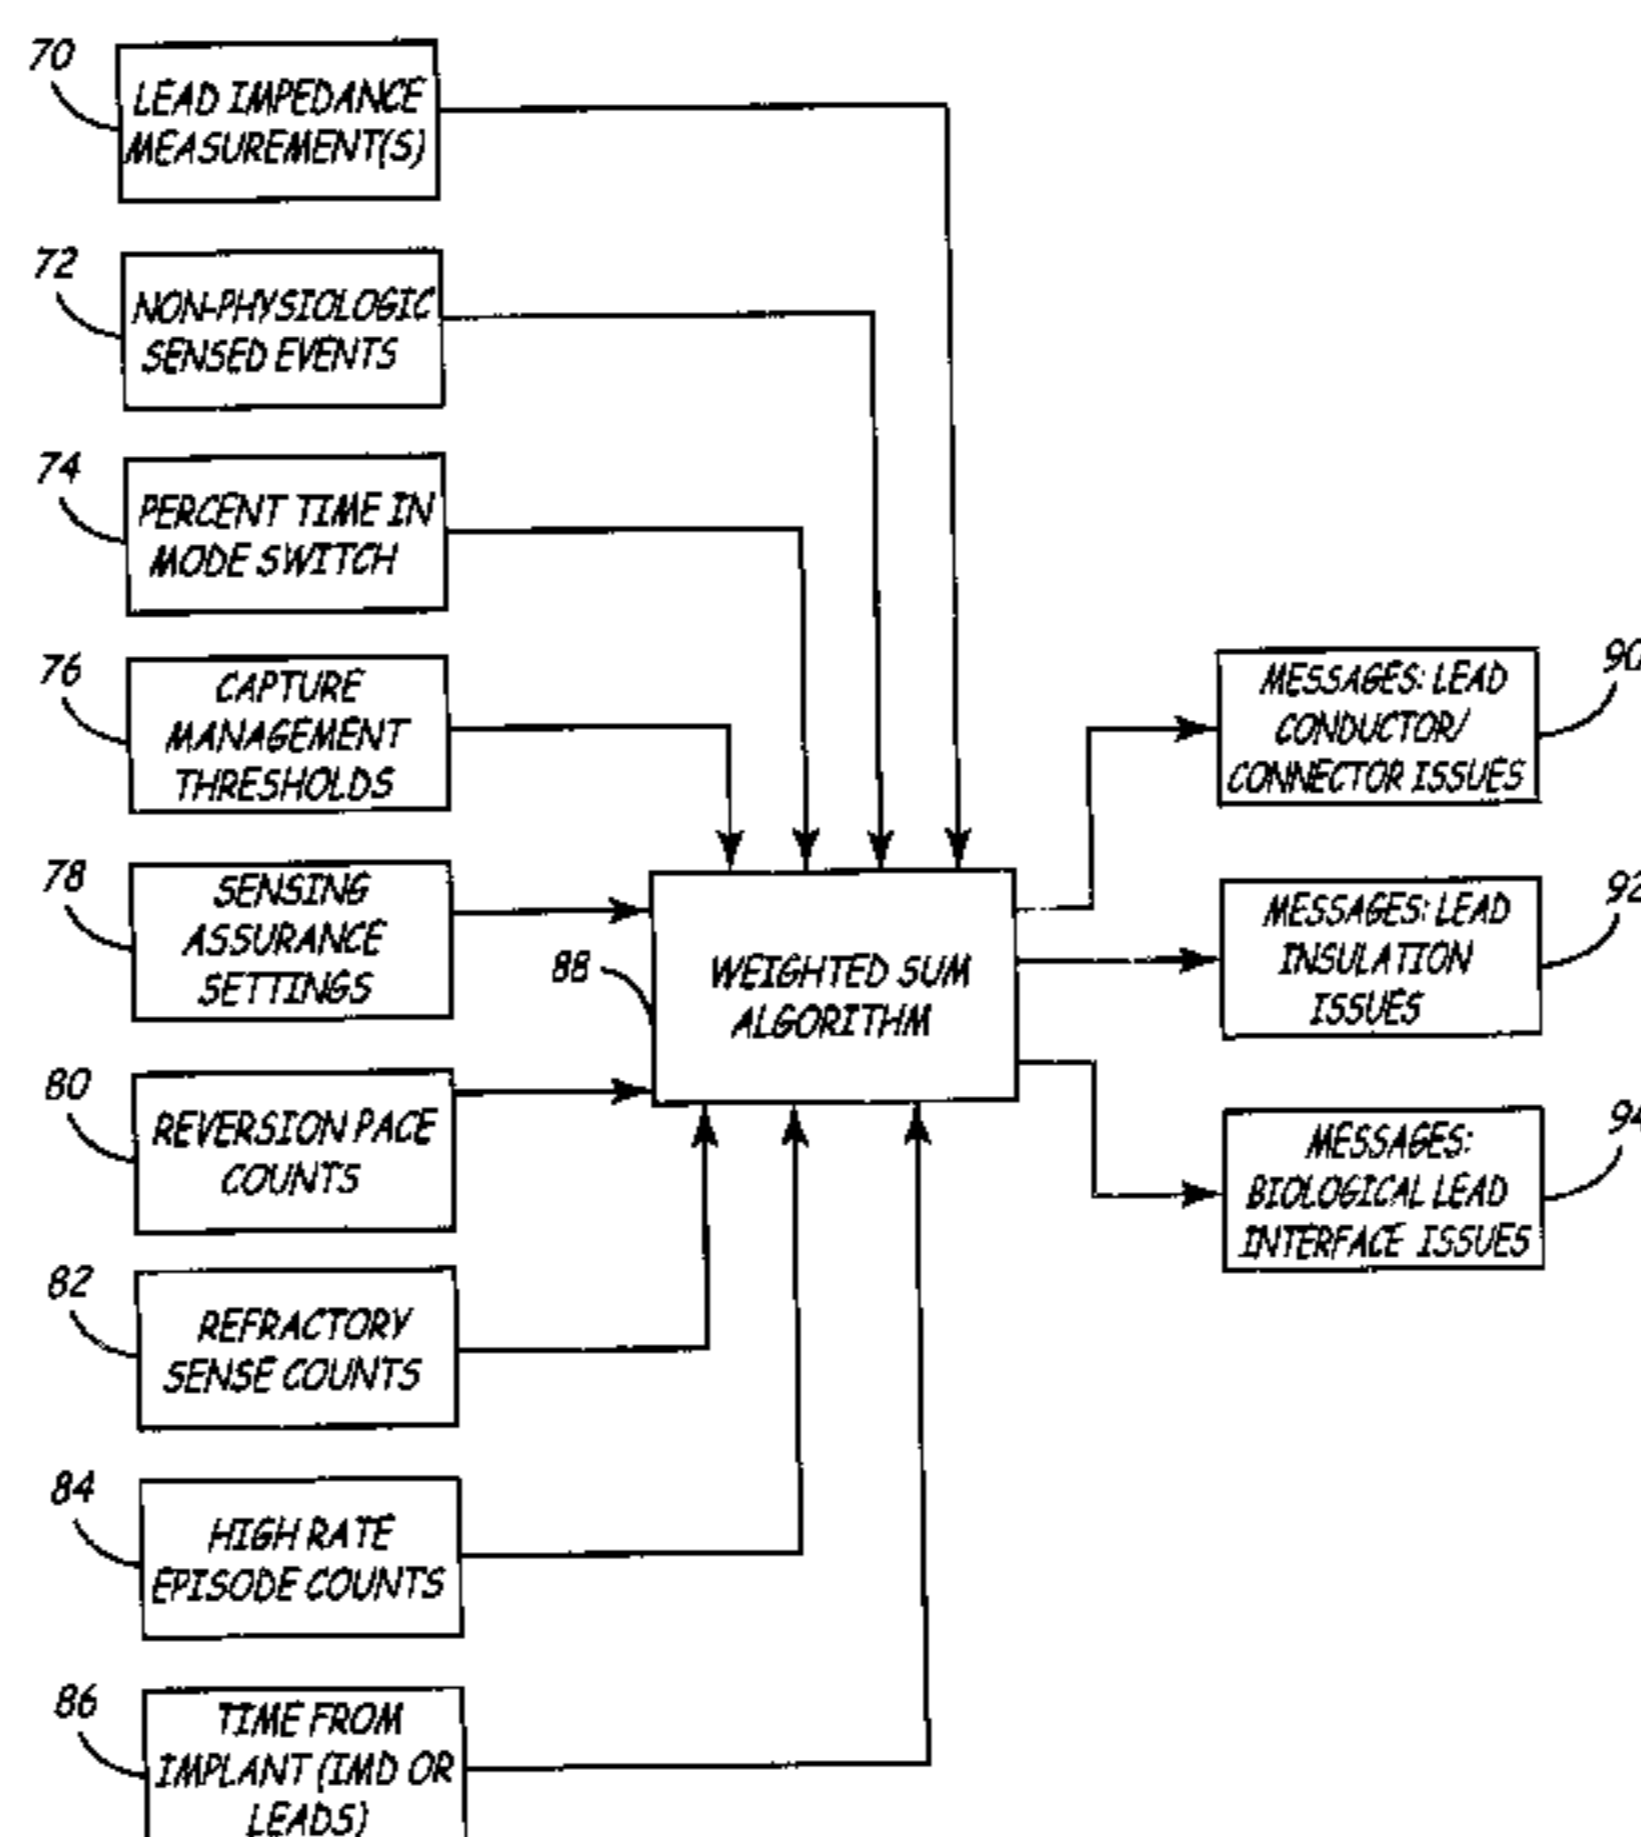 70
LEAD IMPEDANCE
MEASUREMENT(S)
72
NON-PHYSIOLOGIC
SENSED EVENTS
74
PERCENT TIME IN
MODE SWITCH
76
CAPTURE
MANAGEMENT
THRESHOLDS
78
SENSING
ASSURANCE
SETTINGS
80
REVERSION PACE
COUNTS
82
REFRACTORY
SENSE COUNTS
84
HIGH RATE
EPISODE COUNTS
86
TIME FROM
IMPLANT (IMD OR
LEADS)
88
WEIGHTED SUM
ALGORITHM
90
MESSAGES: LEAD
CONDUCTOR/
CONNECTOR ISSUES
92
MESSAGES: LEAD
INSULATION
ISSUES
94
MESSAGES:
BIOLOGICAL LEAD
INTERFACE ISSUES